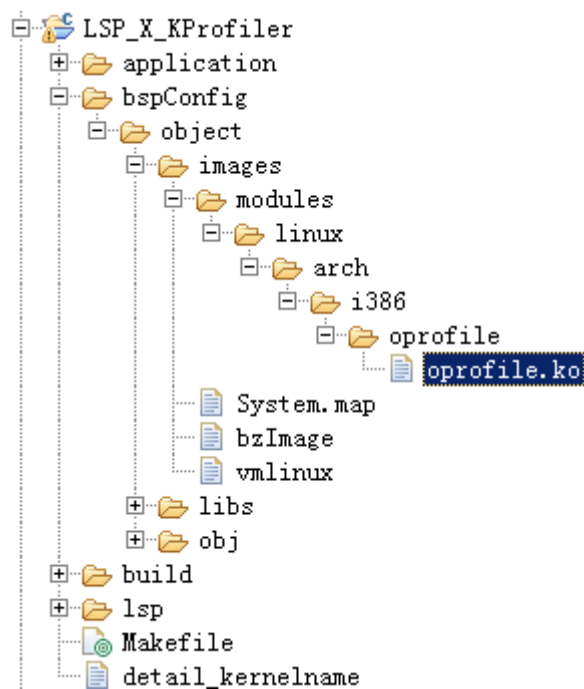 LSP_X_KProfiler
application
bspConfig
object
images
modules
linux
arch
i386
oprofile
oprofile.ko
System.map
bzImage
vmlinux
libs
obj
build
lsp
Makefile
detail_kernelname